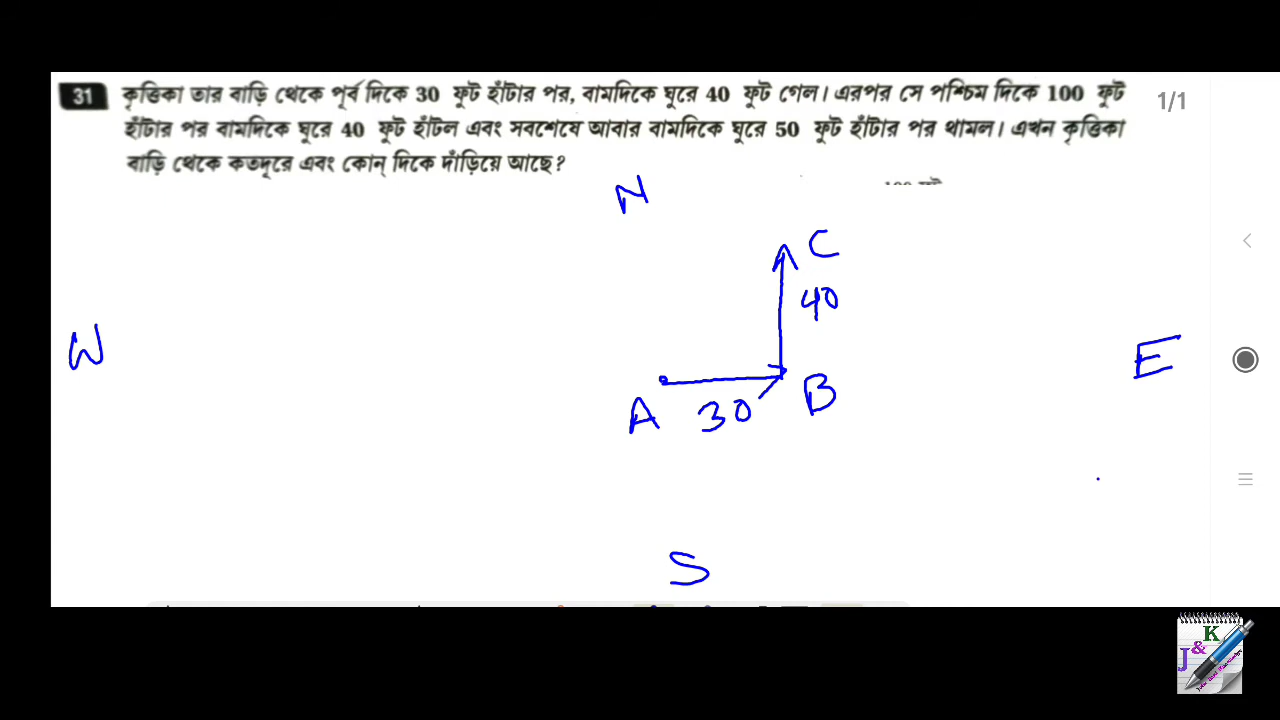 31 কৃত্তিকা তার বাড়ি থেকে পূর্ব দিকে 30 ফুট হাঁটার পর, বামদিকে ঘুরে 40 ফুট গেল। এরপর সে পশ্চিম দিকে 100 ফুট
হাঁটার পর বামদিকে ঘুরে 40 ফুট হাঁটল এবং সবশেষে আবার বামদিকে ঘুরে 50 ফুট হাঁটার পর থামল। এখন কৃত্তিকা
বাড়ি থেকে কতদূরে এবং কোন্ দিকে দাঁড়িয়ে আছে?
1/1
N
C
40
W
E
A
30
B
S
J & K